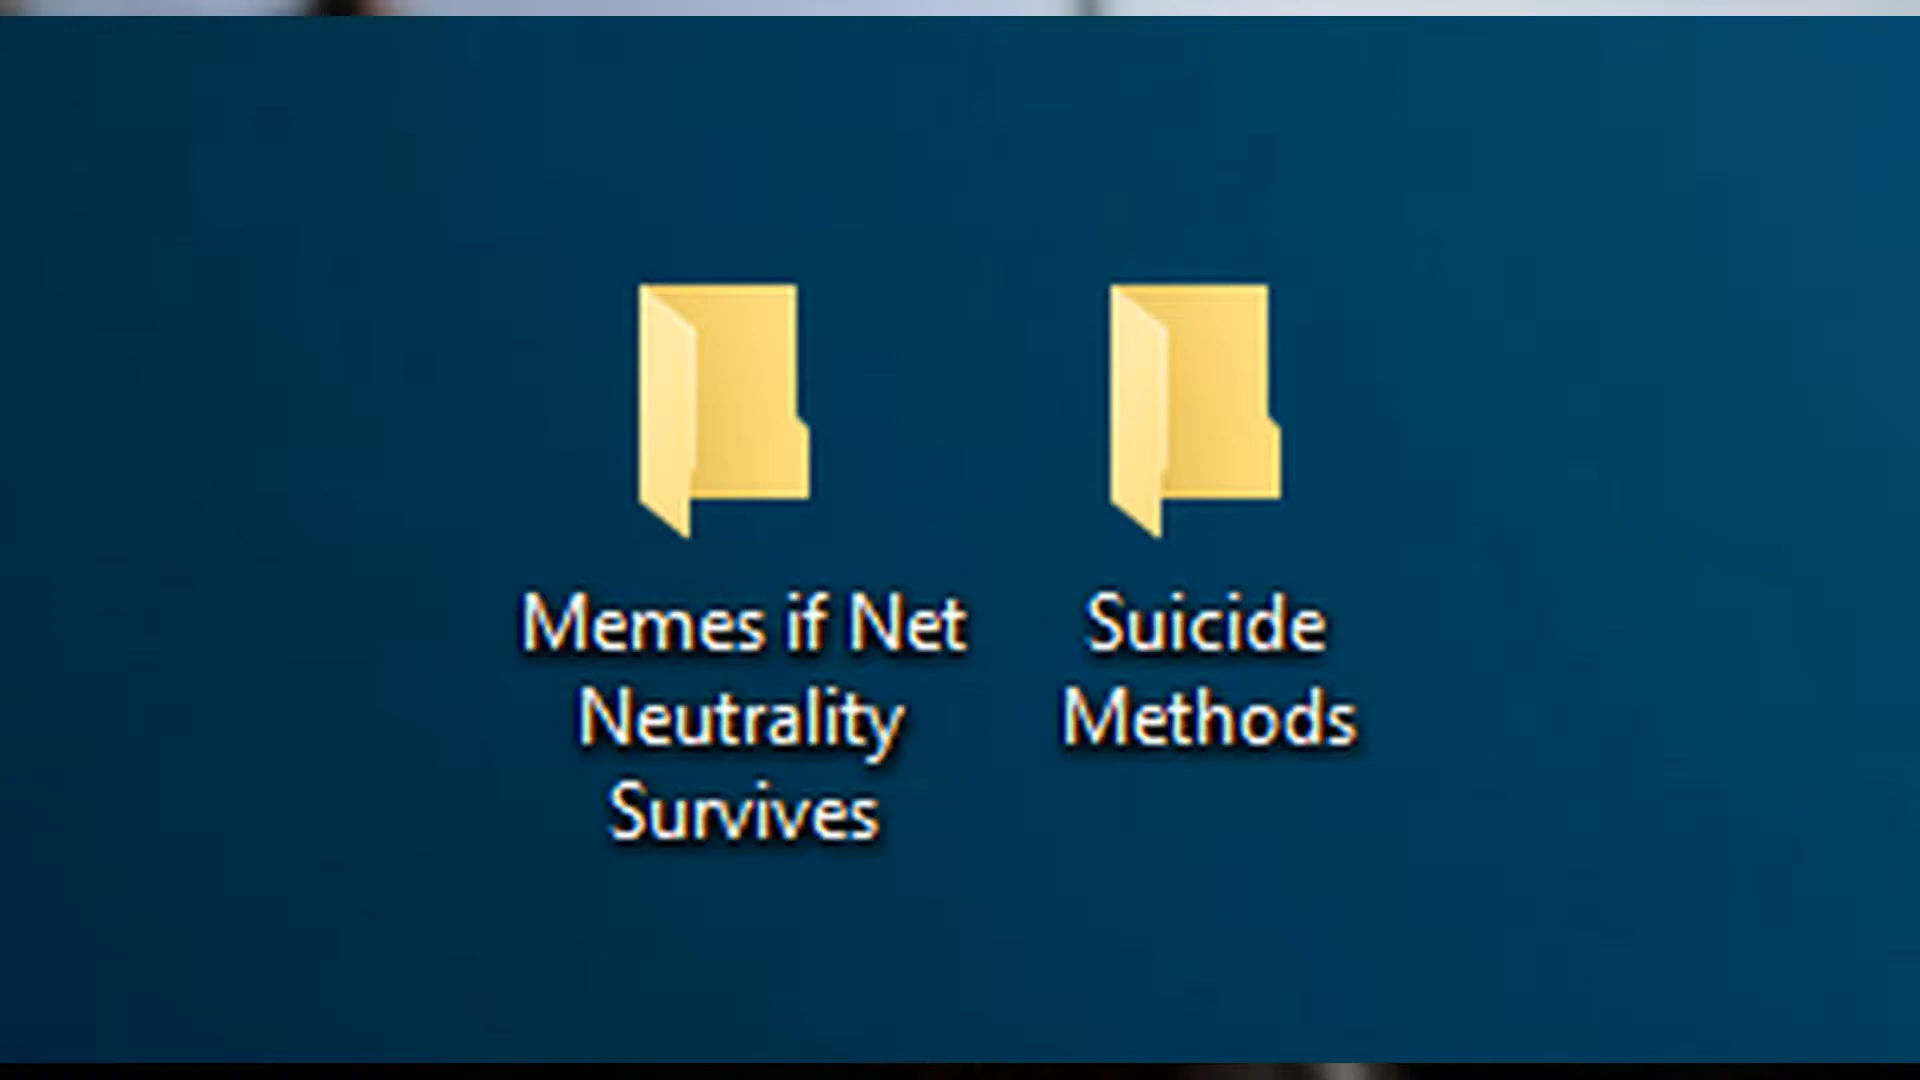 Memes if Net
Neutrality
Survives
Suicide
Methods